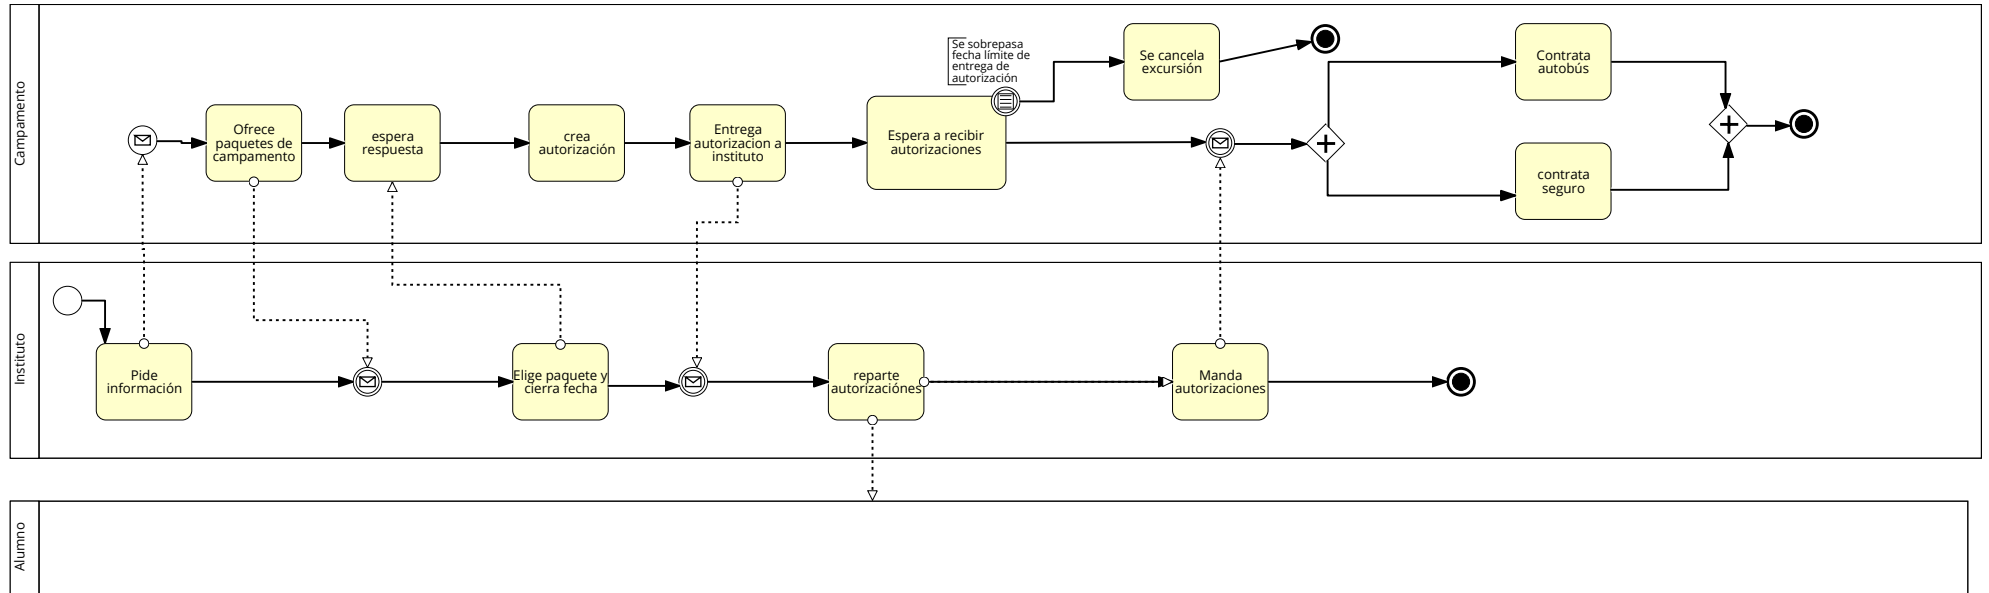 Campamento
Ofrece
paquetes de
campamento
espera
respuesta
crea
autorización
Entrega
autorizacion a
instituto
Espera a recibir
autorizaciones
Se sobrepasa
fecha límite de
entrega de
autorización
Se cancela
excursión
Contrata
autobús
contrata
seguro
Instituto
Pide
información
Elige paquete y
cierra fecha
reparte
autorizaciónes
Manda
autorizaciones
Alumno